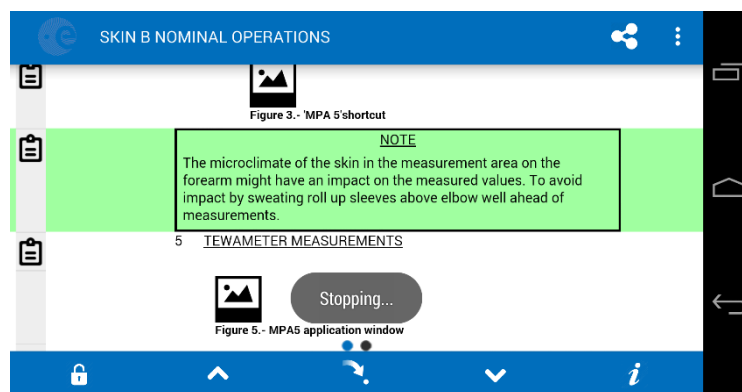 SKIN B NOMINAL OPERATIONS
Figure 3.- 'MPA 5'shortcut
NOTE
The microclimate of the skin in the measurement area on the
forearm might have an impact on the measured values. To avoid
impact by sweating roll up sleeves above elbow well ahead of
measurements.
5 TEWAMETER MEASUREMENTS
Stopping...
Figure 5.- MPA5 application window
i